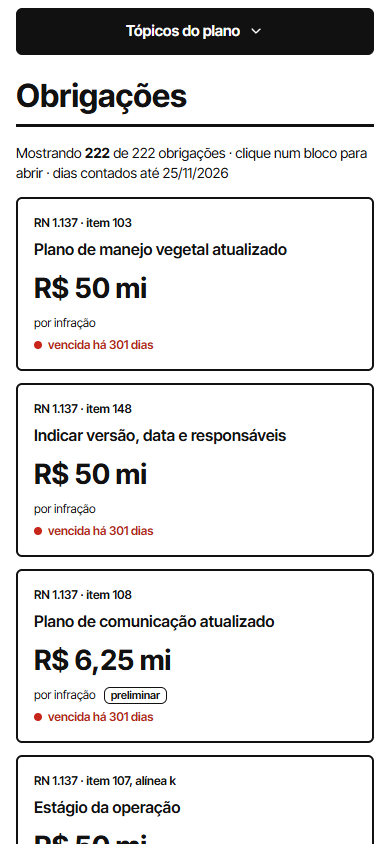 Tópicos do plano
Obrigações
Mostrando 222 de 222 obrigações · clique num bloco para
abrir · dias contados até 25/11/2026
RN 1.137 · item 103
Plano de manejo vegetal atualizado
R$ 50 mi
por infração
vencida há 301 dias
RN 1.137 · item 148
Indicar versão, data e responsáveis
R$ 50 mi
por infração
vencida há 301 dias
RN 1.137 · item 108
Plano de comunicação atualizado
R$ 6,25 mi
por infração preliminar
vencida há 301 dias
RN 1.137 · item 107, alínea k
Estágio da operação
R$ 50 mi